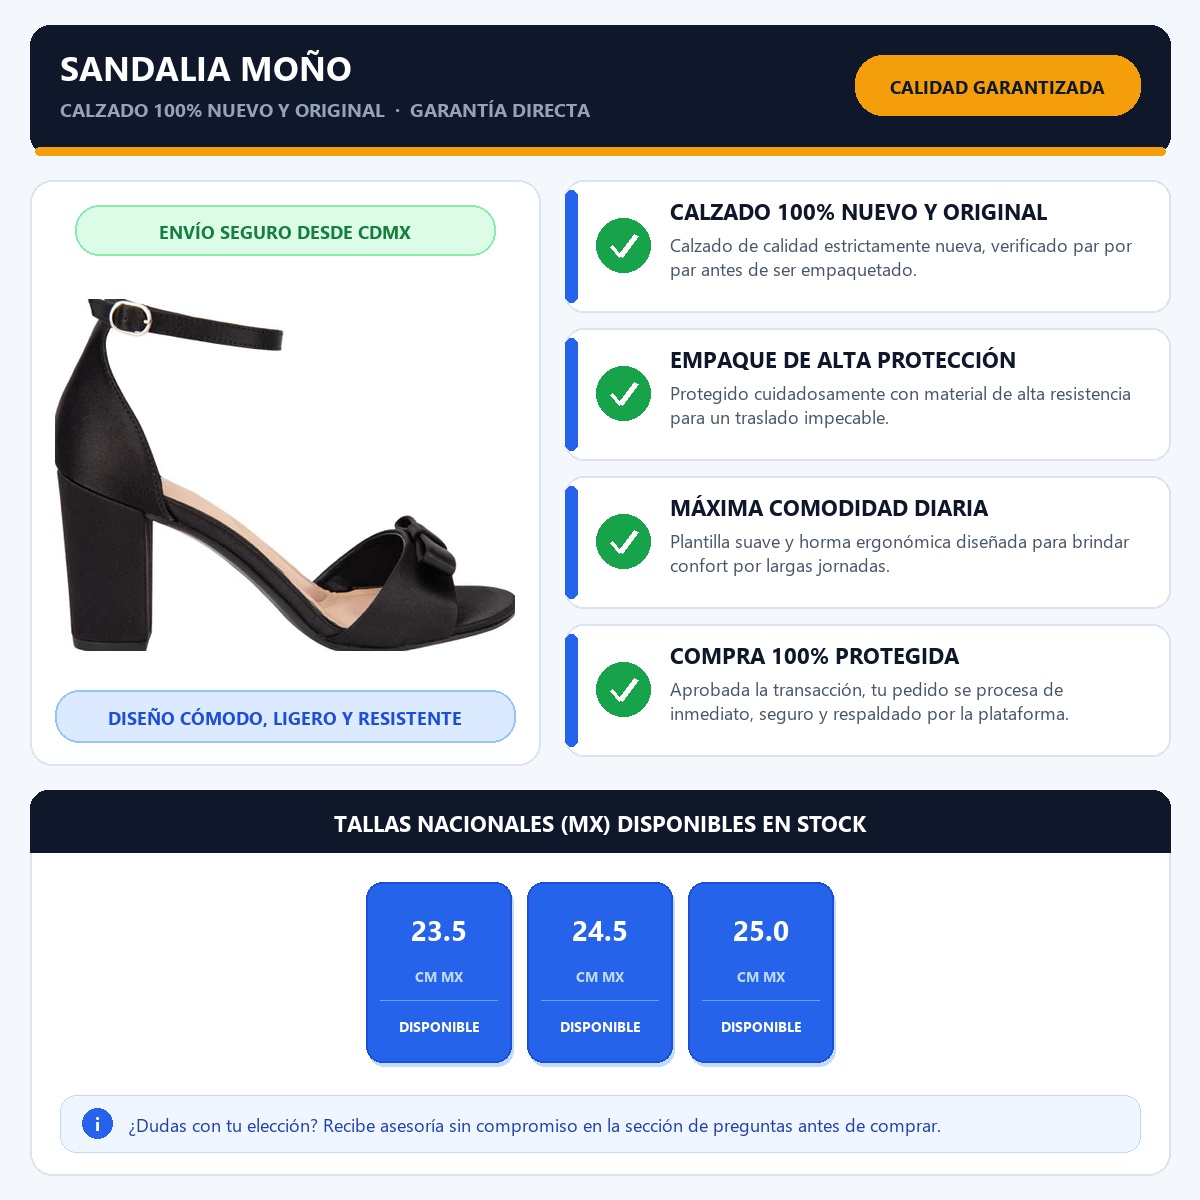 SANDALIA MOÑO
CALZADO 100% NUEVO Y ORIGINAL · GARANTÍA DIRECTA
CALIDAD GARANTIZADA
ENVÍO SEGURO DESDE CDMX
DISEÑO CÓMODO, LIGERO Y RESISTENTE
CALZADO 100% NUEVO Y ORIGINAL
Calzado de calidad estrictamente nueva, verificado par por
par antes de ser empaquetado.
EMPAQUE DE ALTA PROTECCIÓN
Protegido cuidadosamente con material de alta resistencia
para un traslado impecable.
MÁXIMA COMODIDAD DIARIA
Plantilla suave y horma ergonómica diseñada para brindar
confort por largas jornadas.
COMPRA 100% PROTEGIDA
Aprobada la transacción, tu pedido se procesa de
inmediato, seguro y respaldado por la plataforma.
TALLAS NACIONALES (MX) DISPONIBLES EN STOCK
23.5
CM MX
DISPONIBLE
24.5
CM MX
DISPONIBLE
25.0
CM MX
DISPONIBLE
¿Dudas con tu elección? Recibe asesoría sin compromiso en la sección de preguntas antes de comprar.